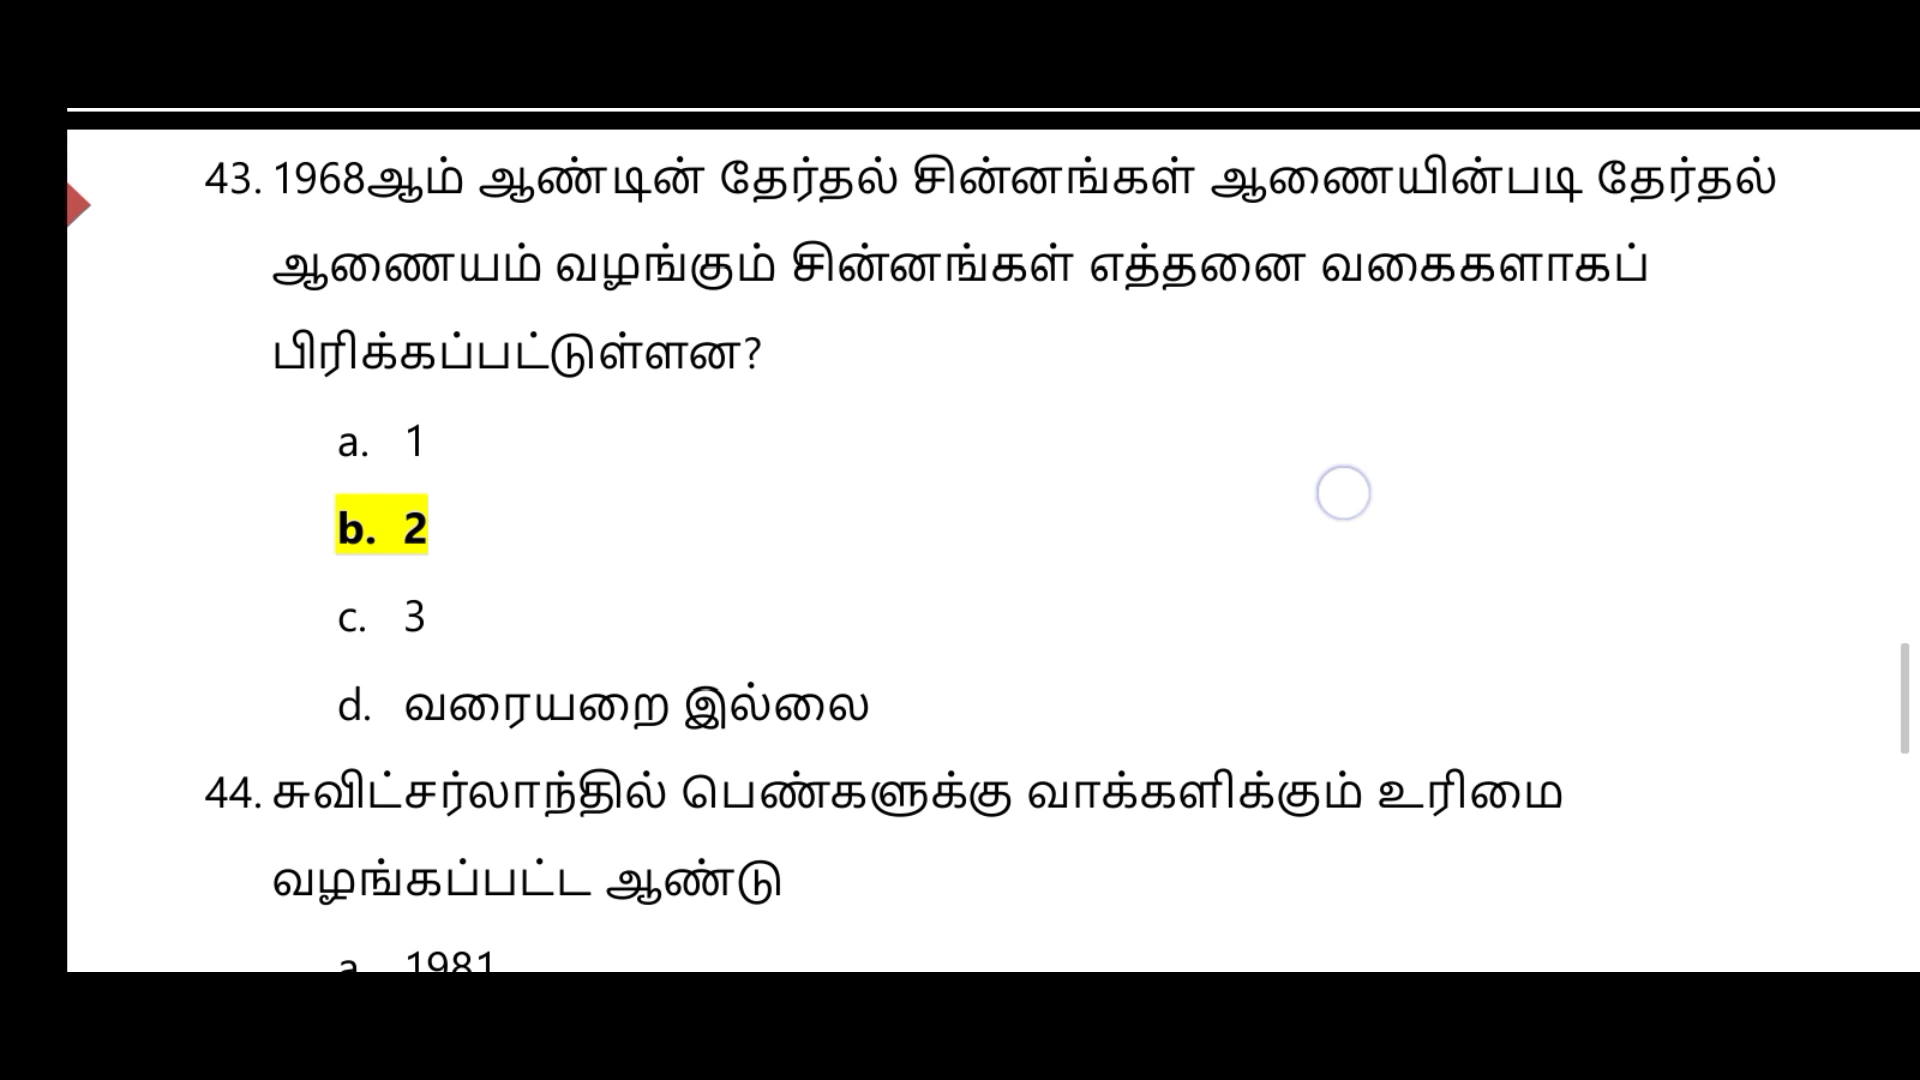 43. 1968ஆம் ஆண்டின் தேர்தல் சின்னங்கள் ஆணையின்படி தேர்தல்
ஆணையம் வழங்கும் சின்னங்கள் எத்தனை வகைகளாகப்
பிரிக்கப்பட்டுள்ளன?
a. 1
b. 2
c. 3
d. வரையறை இல்லை
44. சுவிட்சர்லாந்தில் பெண்களுக்கு வாக்களிக்கும் உரிமை
வழங்கப்பட்ட ஆண்டு
a. 1981